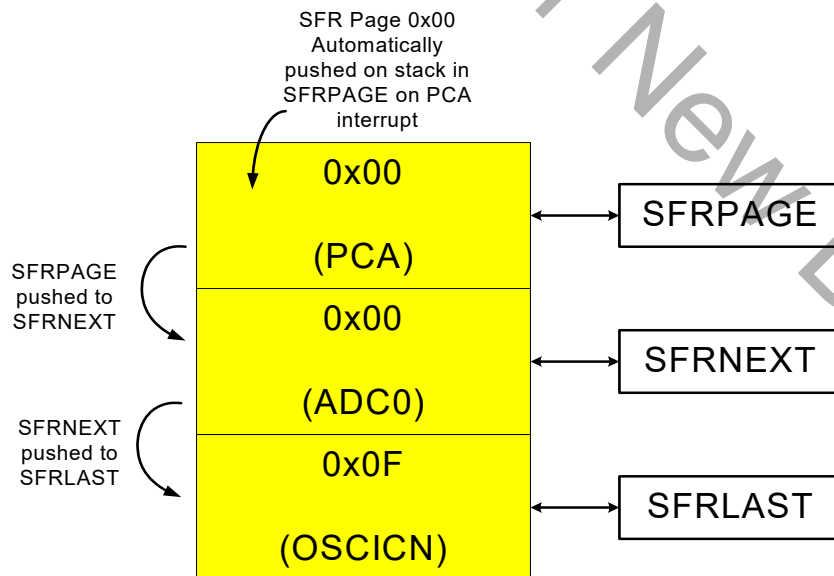 SFR Page 0x00
Automatically
pushed on stack in
SFRPAGE on PCA
interrupt
0x00
(PCA)
SFRPAGE
SFRPAGE
pushed to
SFRNEXT
0x00
(ADC0)
SFRNEXT
SFRNEXT
pushed to
SFRLAST
0x0F
(OSCICN)
SFRLAST
New